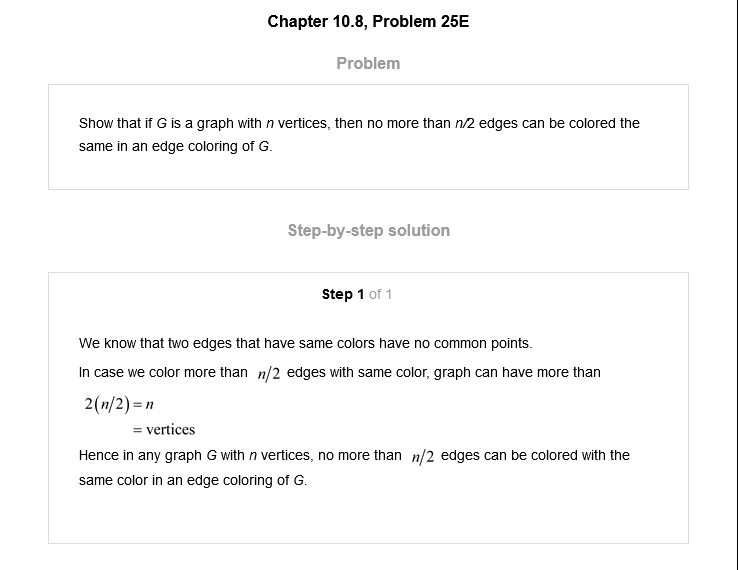 Chapter 10.8, Problem 25E
Problem
Show that if G is a graph with n vertices, then no more than n/2 edges can be colored the
same in an edge coloring of G.
Step-by-step solution
Step 1 of 1
We know that two edges that have same colors have no common points.
In case we color more than n/2 edges with same color, graph can have more than
2(n/2) = n
= vertices
Hence in any graph G with n vertices, no more than n/2 edges can be colored with the
same color in an edge coloring of G.